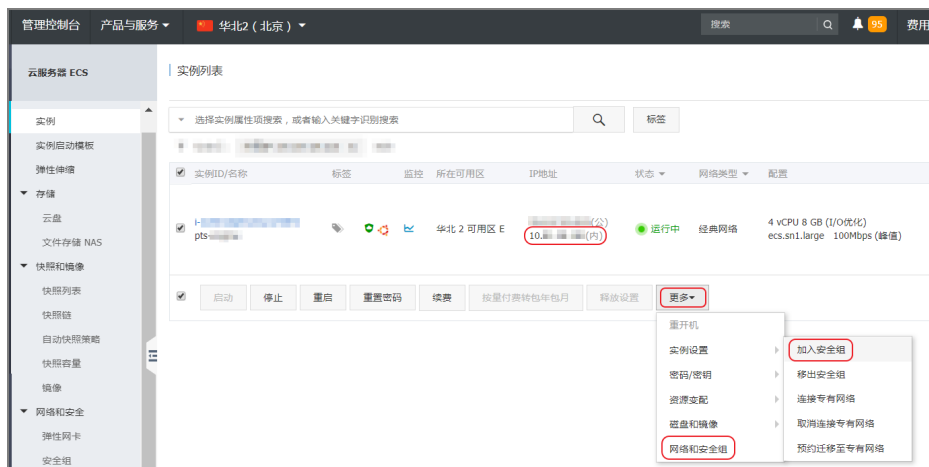 管理控制台 产品与服务 华北2（北京） 搜索 95 费用
云服务器 ECS
实例
实例启动模板
弹性伸缩
存储
云盘
文件存储 NAS
快照和镜像
快照列表
快照链
自动快照策略
快照容量
镜像
网络和安全
弹性网卡
安全组
实例列表
选择实例属性项搜索，或者输入关键字识别搜索 标签
实例ID/名称 标签 监控 所在可用区 IP地址 状态 网络类型 配置
i- (公) 4 vCPU 8 GB (I/O优化)
华北 2 可用区 E 运行中 经典网络
pts- 10. (内) ecs.sn1.large 100Mbps (峰值)
启动 停止 重启 重置密码 续费 按量付费转包年包月 释放设置 更多
重开机
实例设置
密码/密钥
资源变配
磁盘和镜像
网络和安全组
加入安全组
移出安全组
连接专有网络
取消连接专有网络
预约迁移至专有网络